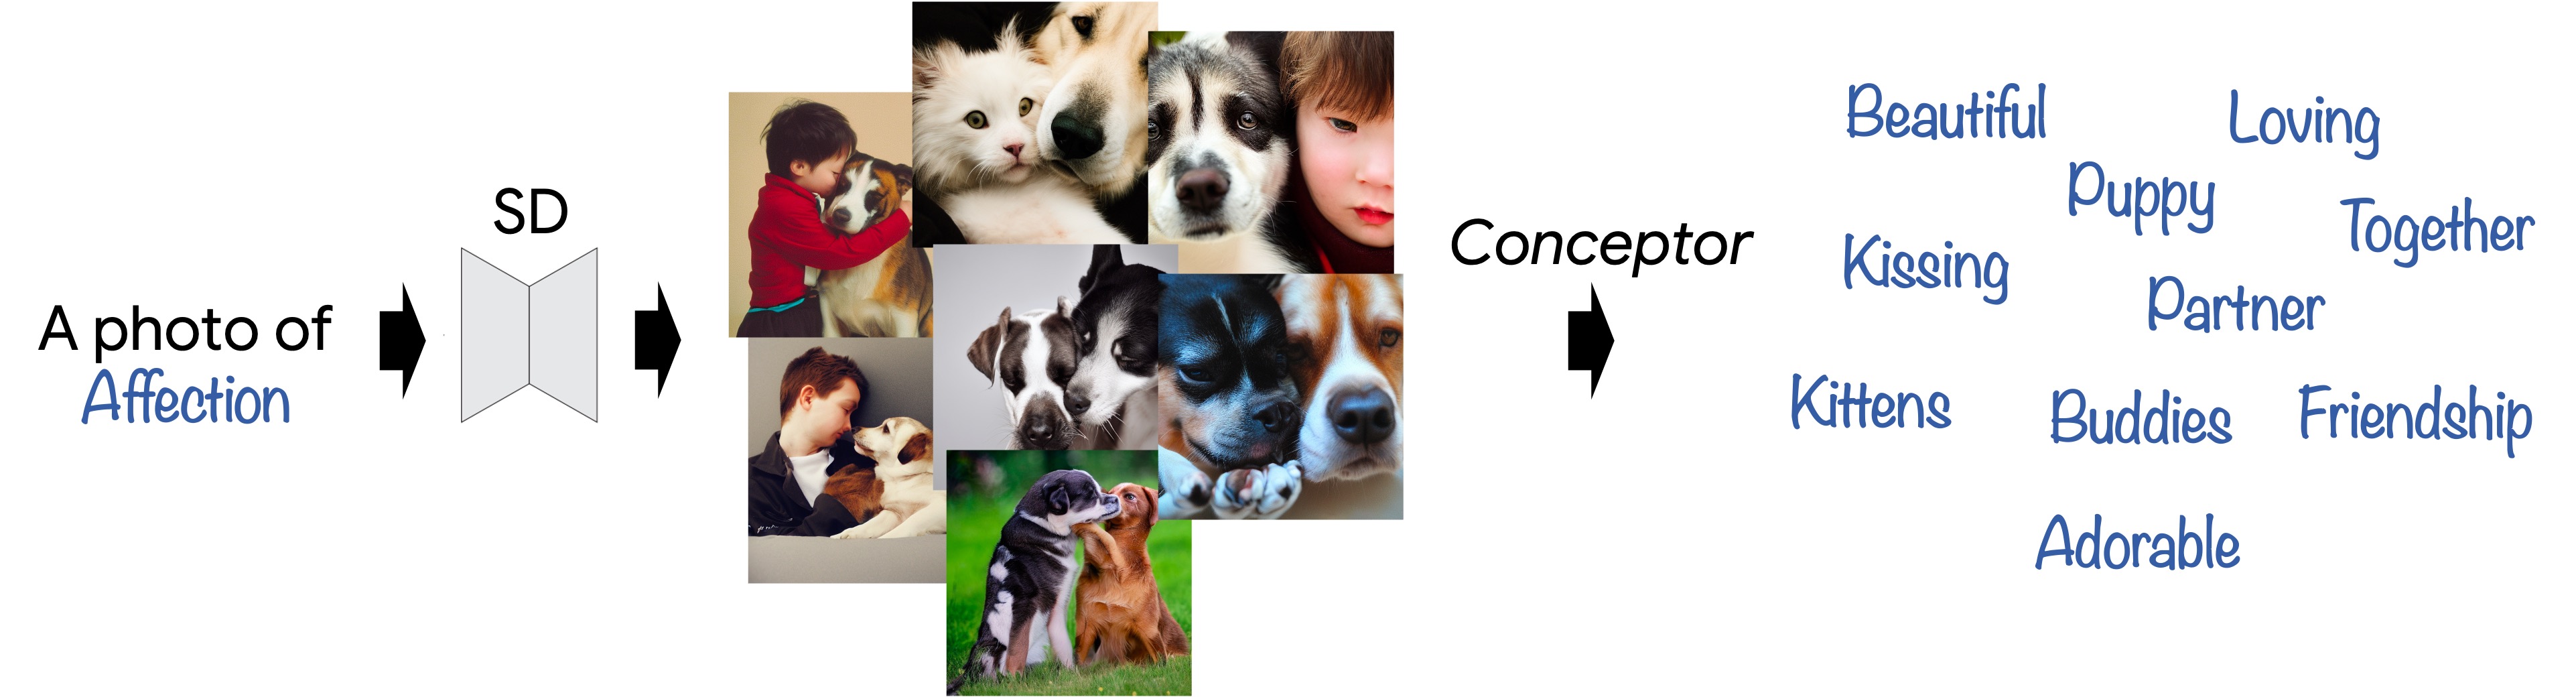 A photo of
Affection
SD
Conceptor
Beautiful
Loving
Puppy
Together
Kissing
Partner
Kittens
Buddies
Friendship
Adorable